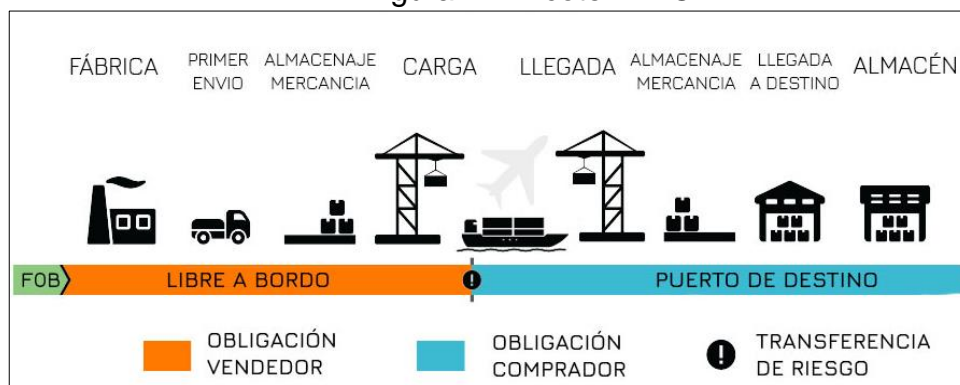 FÁBRICA
PRIMER
ENVIO
ALMACENAJE
MERCANCIA
CARGA
LLEGADA
ALMACENAJE
MERCANCIA
LLEGADA
A DESTINO
ALMACÉN
FOB
LIBRE A BORDO
PUERTO DE DESTINO
OBLIGACIÓN
VENDEDOR
OBLIGACIÓN
COMPRADOR
TRANSFERENCIA
DE RIESGO